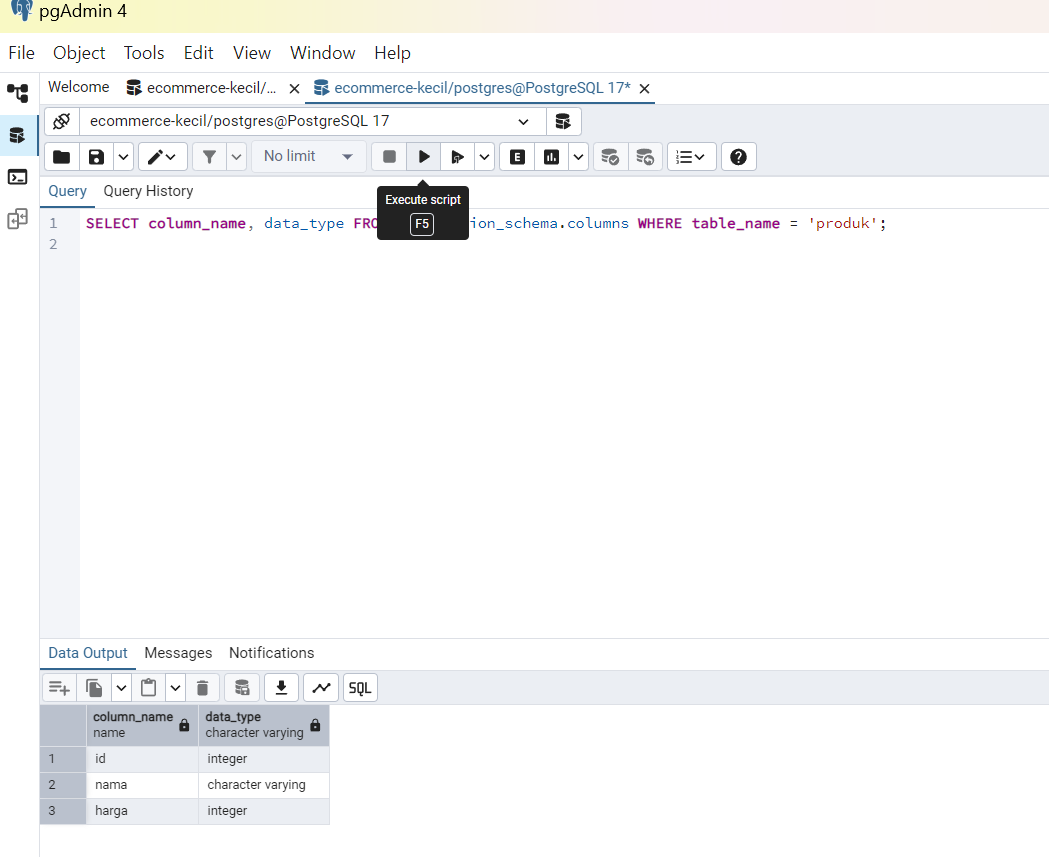 pgAdmin 4
File Object Tools Edit View Window Help
Welcome ecommerce-kecil/... ecommerce-kecil/postgres@PostgreSQL 17*
ecommerce-kecil/postgres@PostgreSQL 17
No limit E
Query Query History
Execute script
F5
1 SELECT column_name, data_type FRO ion_schema.columns WHERE table_name = 'produk';
2
Data Output Messages Notifications
SQL
column_name data_type
name character varying
1 id integer
2 nama character varying
3 harga integer